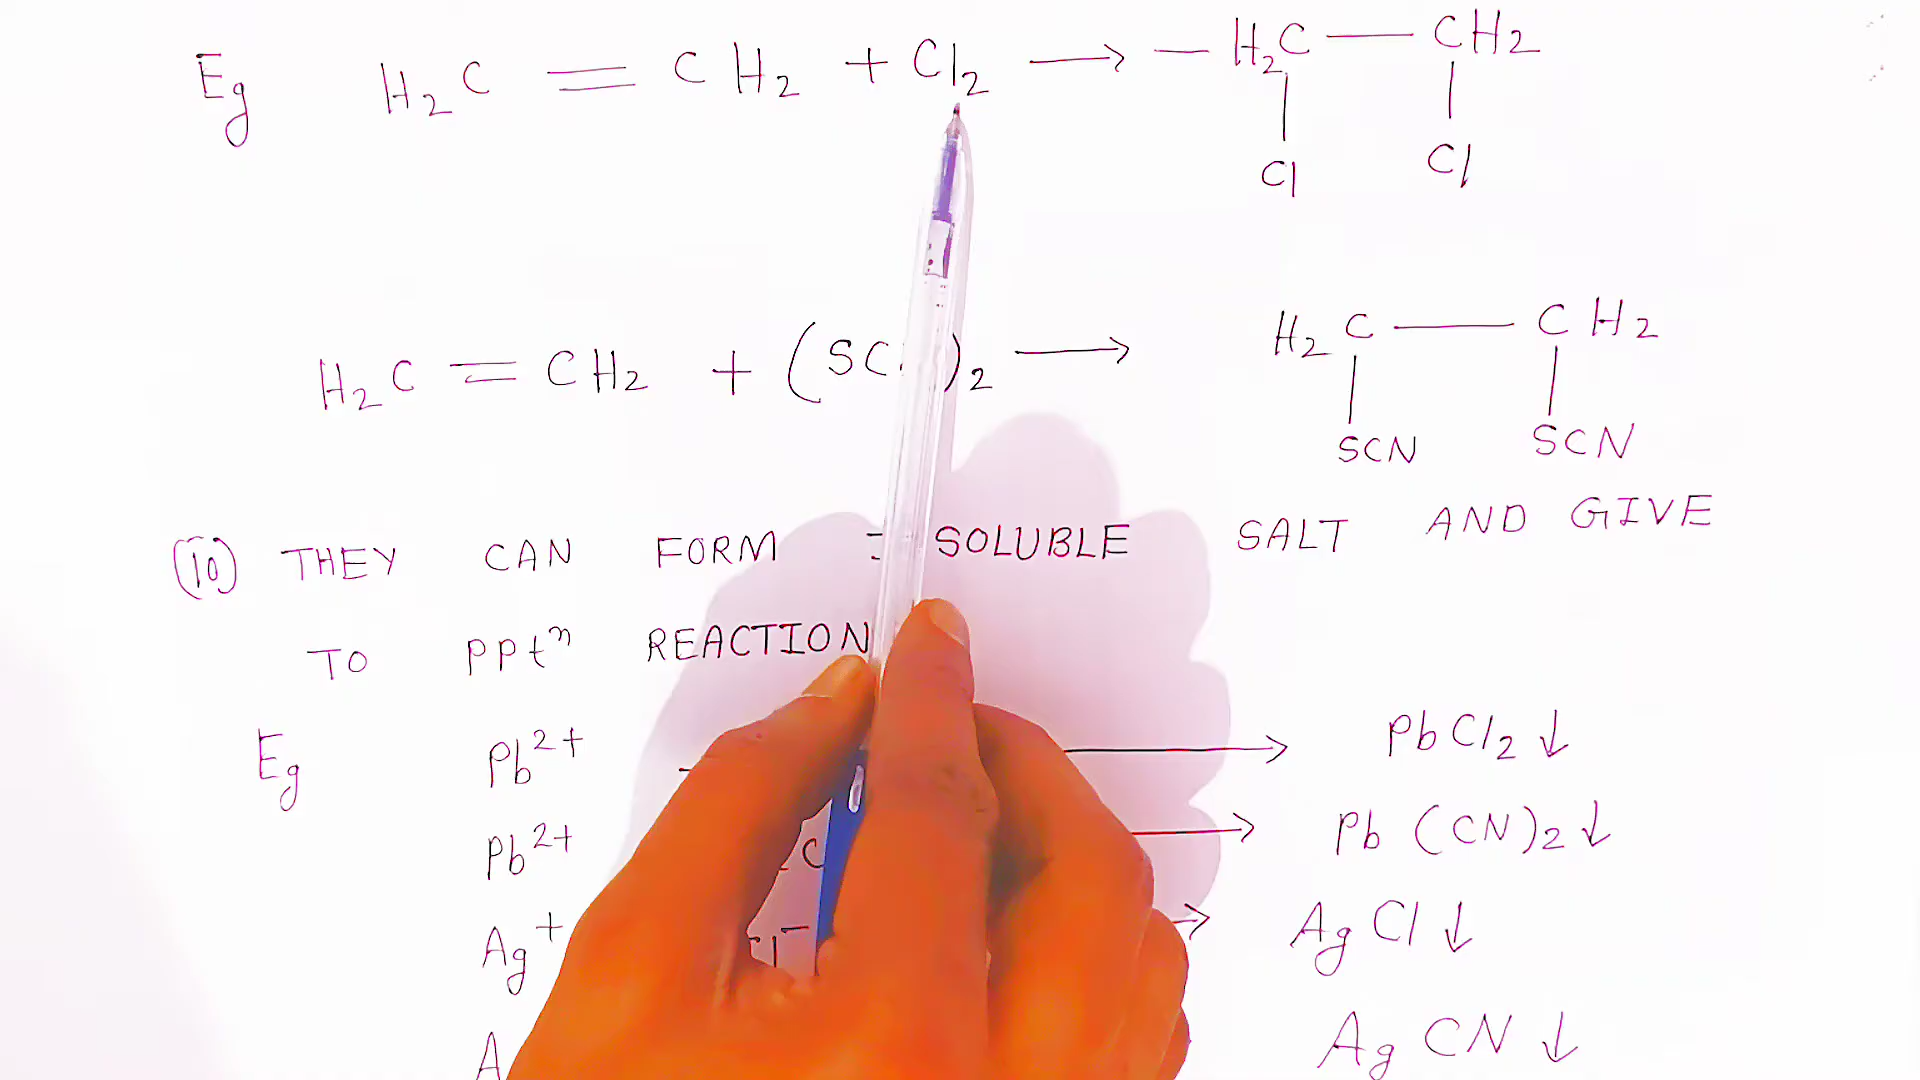 Eg H₂C = CH₂ + Cl₂ → — H₂C — CH₂
Cl Cl
H₂C = CH₂ + (SC )₂ → H₂C — CH₂
SCN SCN
(10) THEY CAN FORM SOLUBLE SALT AND GIVE
TO PPtⁿ REACTION
Eg Pb²⁺ → PbCl₂↓
Pb²⁺ → Pb(CN)₂↓
Ag⁺ → AgCl↓
AgCN↓